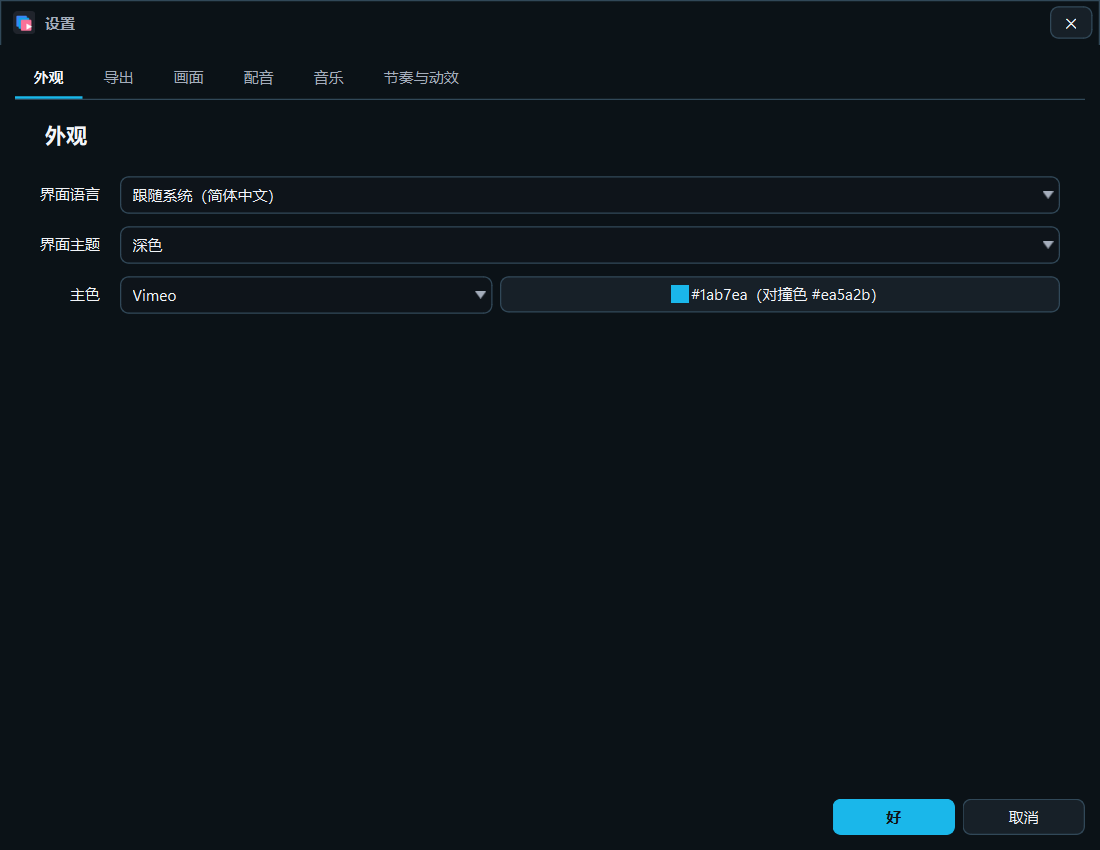 设置
外观 导出 画面 配音 音乐 节奏与动效
外观
界面语言 跟随系统（简体中文）
界面主题 深色
主色 Vimeo #1ab7ea（对撞色 #ea5a2b）
好 取消